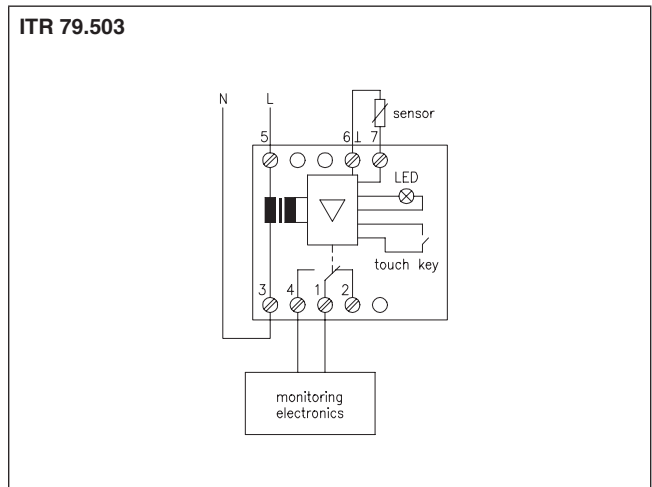 ITR 79.503
N L
sensor
5 6 ⊥ 7
LED
touch key
3 4 1 2
monitoring
electronics